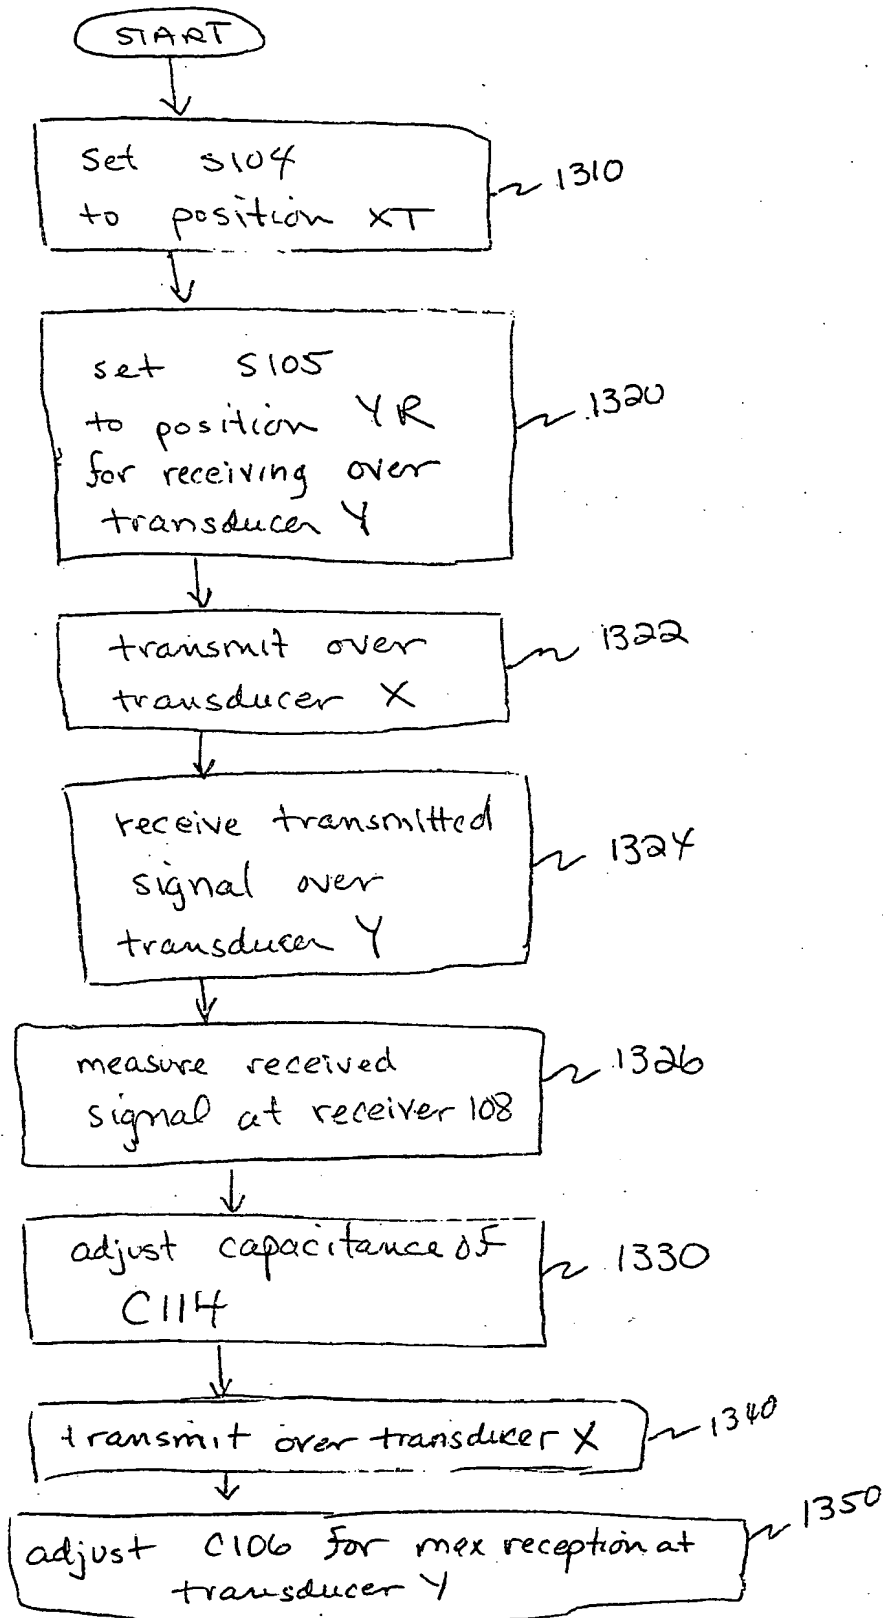 START
set S104
to position XT
1310
set S105
to position YR
for receiving over
transducer Y
1320
transmit over
transducer X
1322
receive transmitted
signal over
transducer Y
1324
measure received
signal at receiver 108
1326
adjust capacitance of
C114
1330
transmit over transducer X
1340
adjust C106 for max reception at
transducer Y
1350